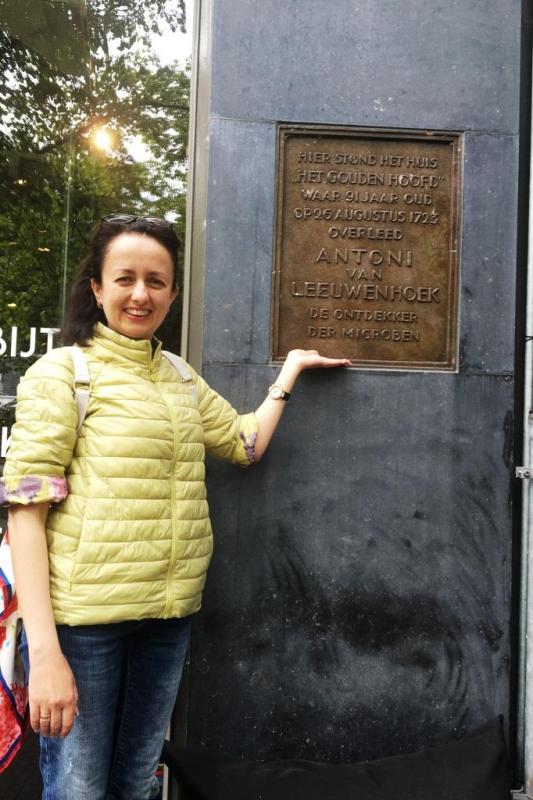 HIER STOND HET HUIS
„HET GOUDEN HOOFD"
WAAR 91 JAAR OUD
OP 26 AUGUSTUS 1723
OVERLEED
ANTONI
VAN
LEEUWENHOEK
DE ONTDEKKER
DER MICROBEN
BIJT